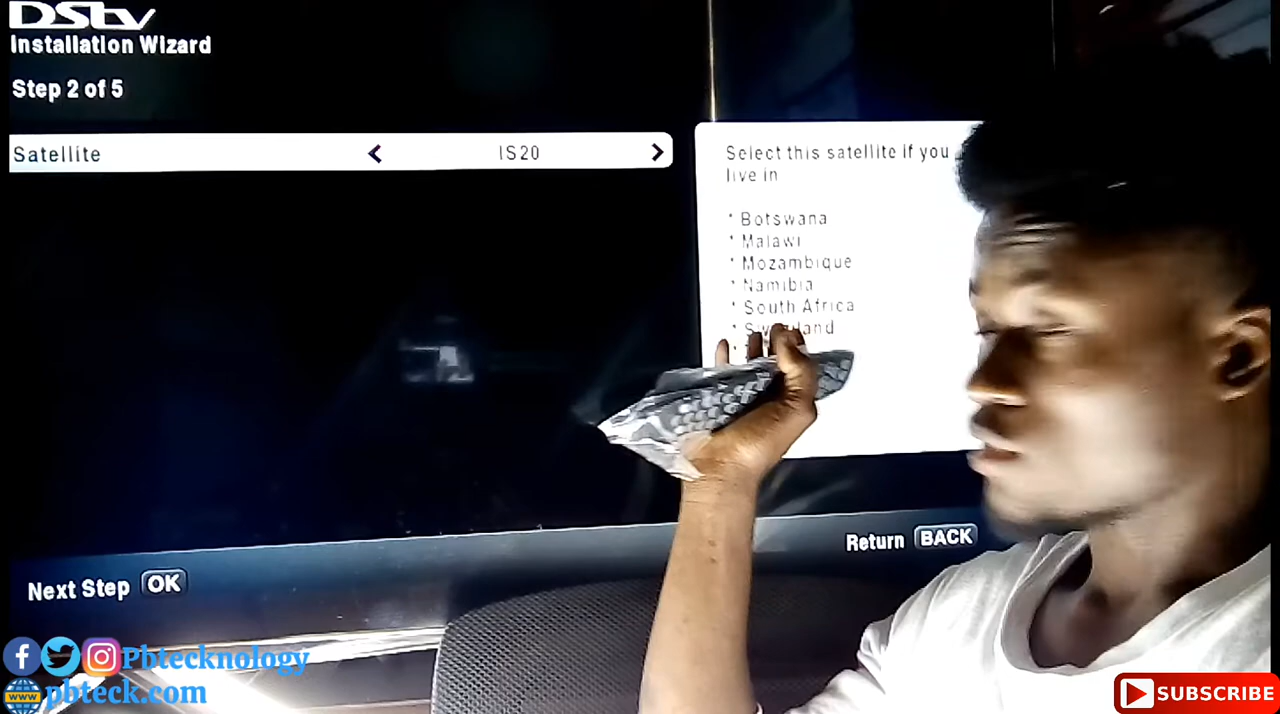 DStv
Installation Wizard
Step 2 of 5
Satellite
IS20
Select this satellite if you
live in
* Botswana
* Malawi
* Mozambique
* Namibia
* South Africa
Next Step OK
Return BACK
Pbtecknology
www pbteck.com
SUBSCRIBE